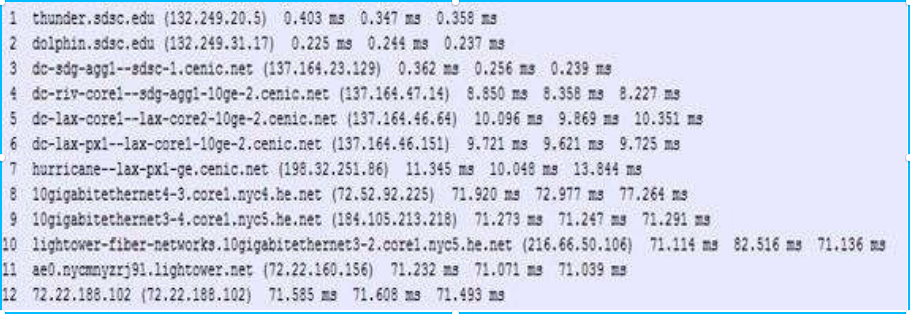 1 thunder.sdsc.edu (132.249.20.5) 0.403 ms 0.347 ms 0.358 ms
2 dolphin.sdsc.edu (132.249.31.17) 0.225 ms 0.244 ms 0.237 ms
3 dc-sdg-agg1--sdsc-1.cenic.net (137.164.23.129) 0.362 ms 0.256 ms 0.239 ms
4 dc-riv-core1--sdg-agg1-10ge-2.cenic.net (137.164.47.14) 8.850 ms 8.358 ms 8.227 ms
5 dc-lax-core1--lax-core2-10ge-2.cenic.net (137.164.46.64) 10.096 ms 9.869 ms 10.351 ms
6 dc-lax-px1--lax-core1-10ge-2.cenic.net (137.164.46.151) 9.721 ms 9.621 ms 9.725 ms
7 hurricane--lax-px1-ge.cenic.net (198.32.251.86) 11.345 ms 10.048 ms 13.844 ms
8 10gigabitethernet4-3.core1.nyc4.he.net (72.52.92.225) 71.920 ms 72.977 ms 77.264 ms
9 10gigabitethernet3-4.core1.nyc5.he.net (184.105.213.218) 71.273 ms 71.247 ms 71.291 ms
10 lightower-fiber-networks.10gigabitethernet3-2.core1.nyc5.he.net (216.66.50.106) 71.114 ms 82.516 ms 71.136 ms
11 ae0.nycmnyzrj91.lightower.net (72.22.160.156) 71.232 ms 71.071 ms 71.039 ms
12 72.22.188.102 (72.22.188.102) 71.585 ms 71.608 ms 71.493 ms